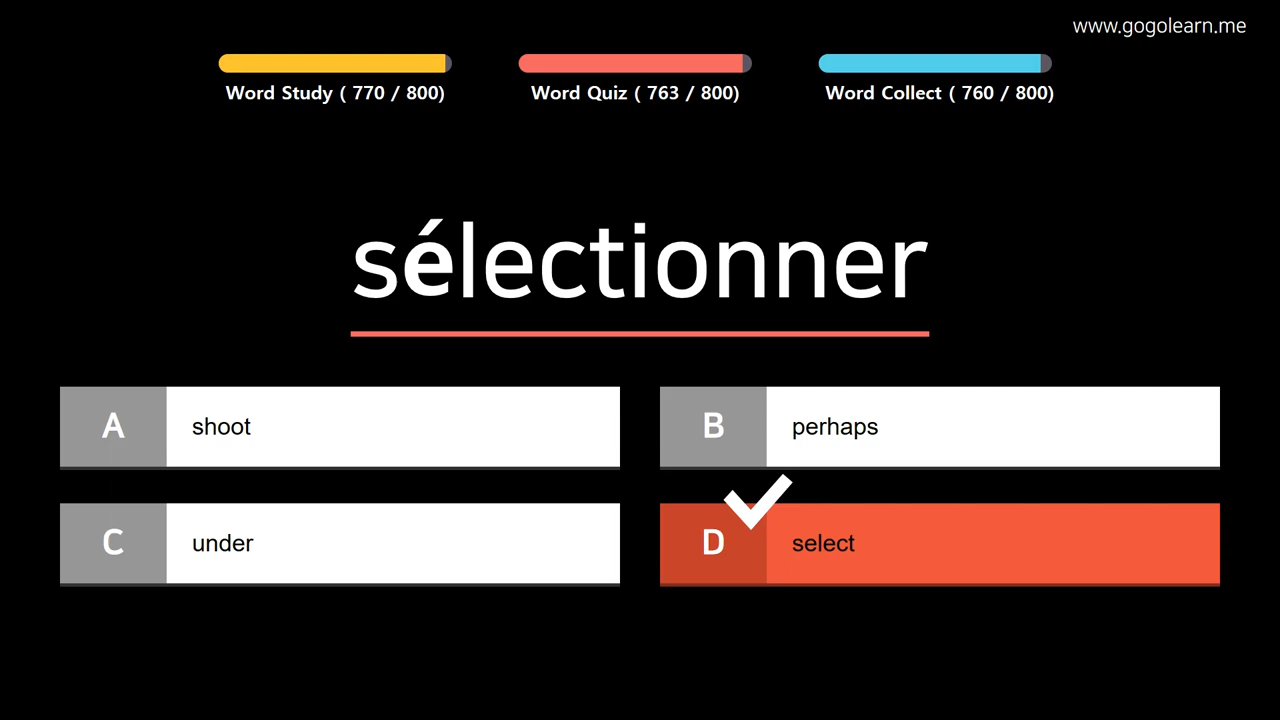 www.gogolearn.me
Word Study ( 770 / 800)
Word Quiz ( 763 / 800)
Word Collect ( 760 / 800)
sélectionner
A shoot
B perhaps
C under
D select